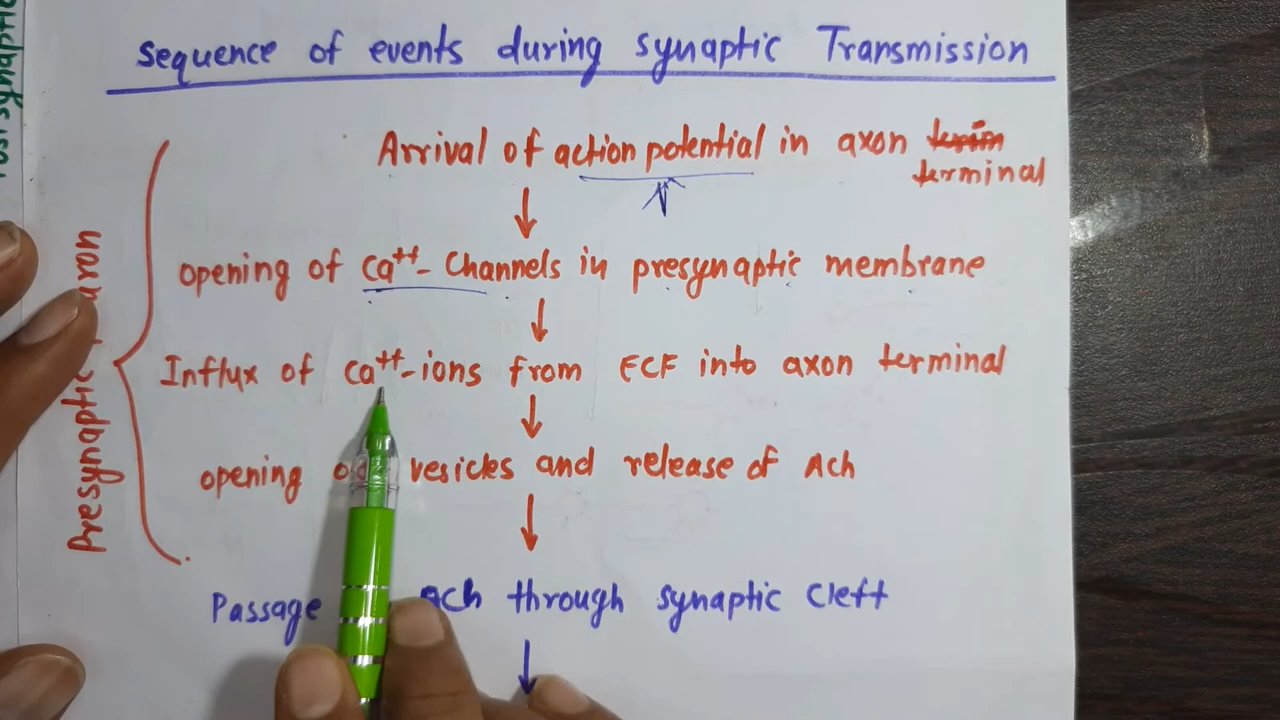 Sequence of events during synaptic Transmission
Arrival of action potential in axon
terminal
opening of Ca++- Channels in presynaptic membrane
Influx of Ca++-ions from ECF into axon terminal
opening vesicles and release of Ach
Passage Ach through synaptic Cleft
Presynaptic